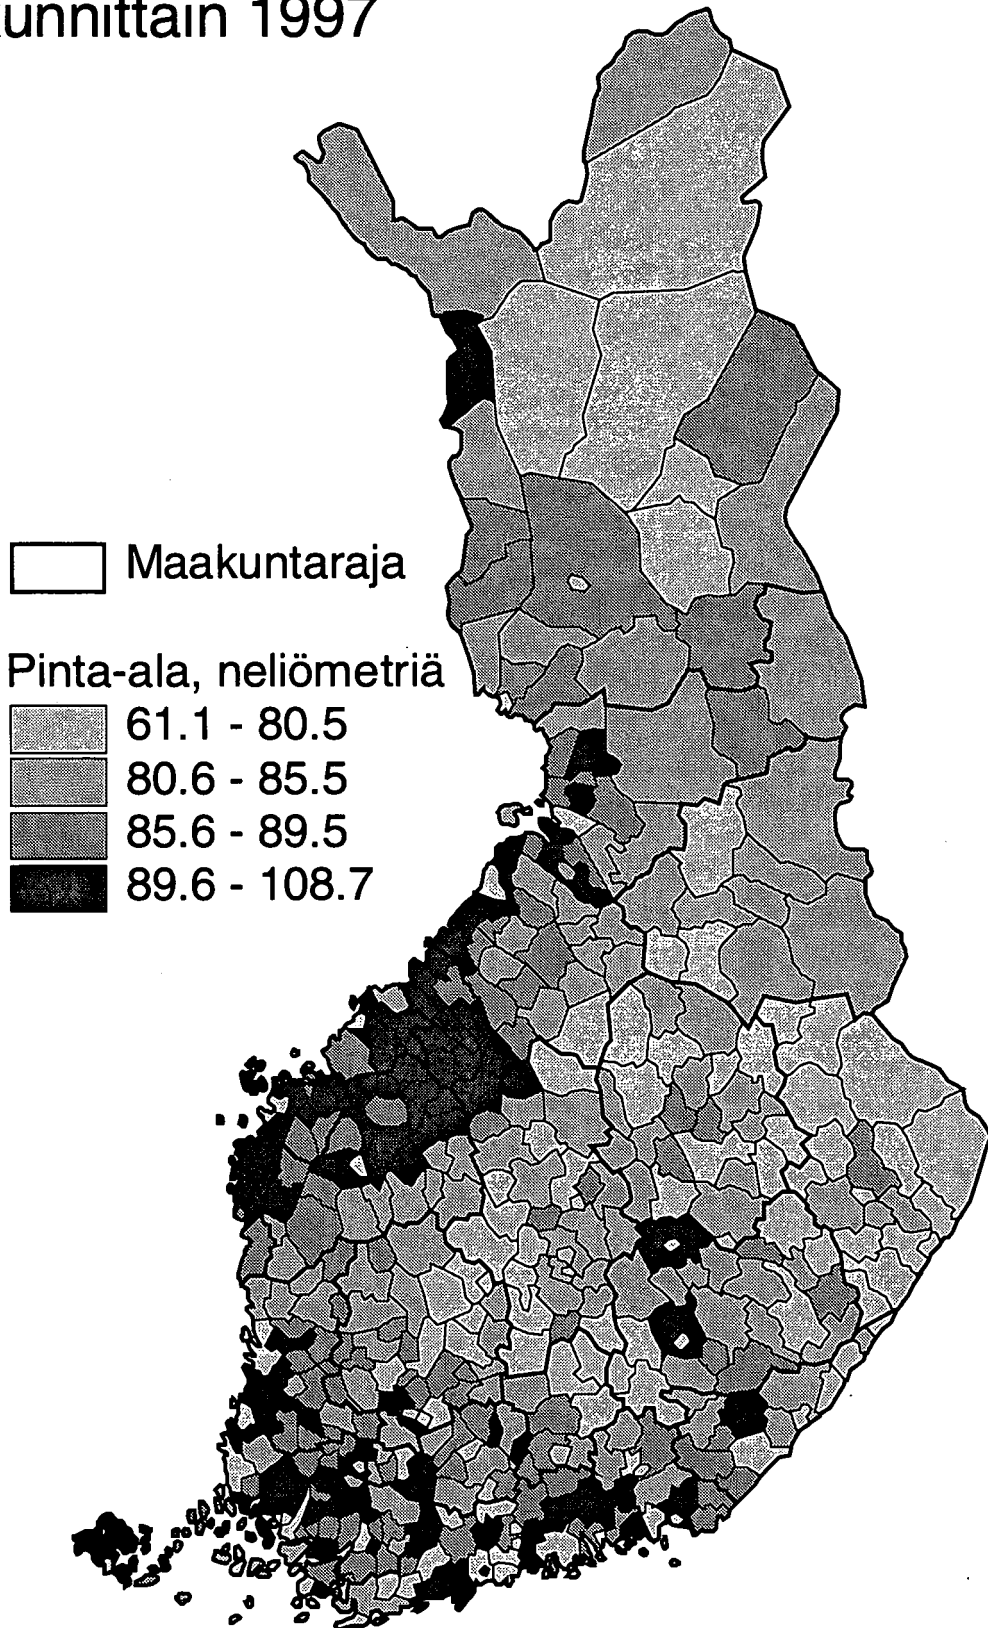 kunnittain 1997
Maakuntaraja
Pinta-ala, neliömetriä
61.1 - 80.5
80.6 - 85.5
85.6 - 89.5
89.6 - 108.7